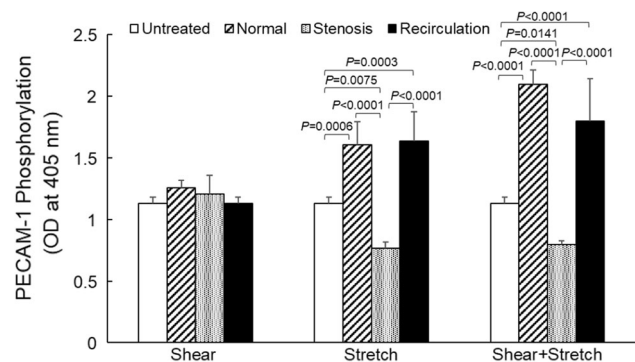 Untreated Normal Stenosis Recirculation
PECAM-1 Phosphorylation
(OD at 405 nm)
2.5
2
1.5
1
0.5
0
P=0.0003
P=0.0075
P<0.0001
P<0.0001
P=0.0006
P<0.0001
P=0.0141
P<0.0001
P<0.0001
P<0.0001
Shear Stretch Shear+Stretch